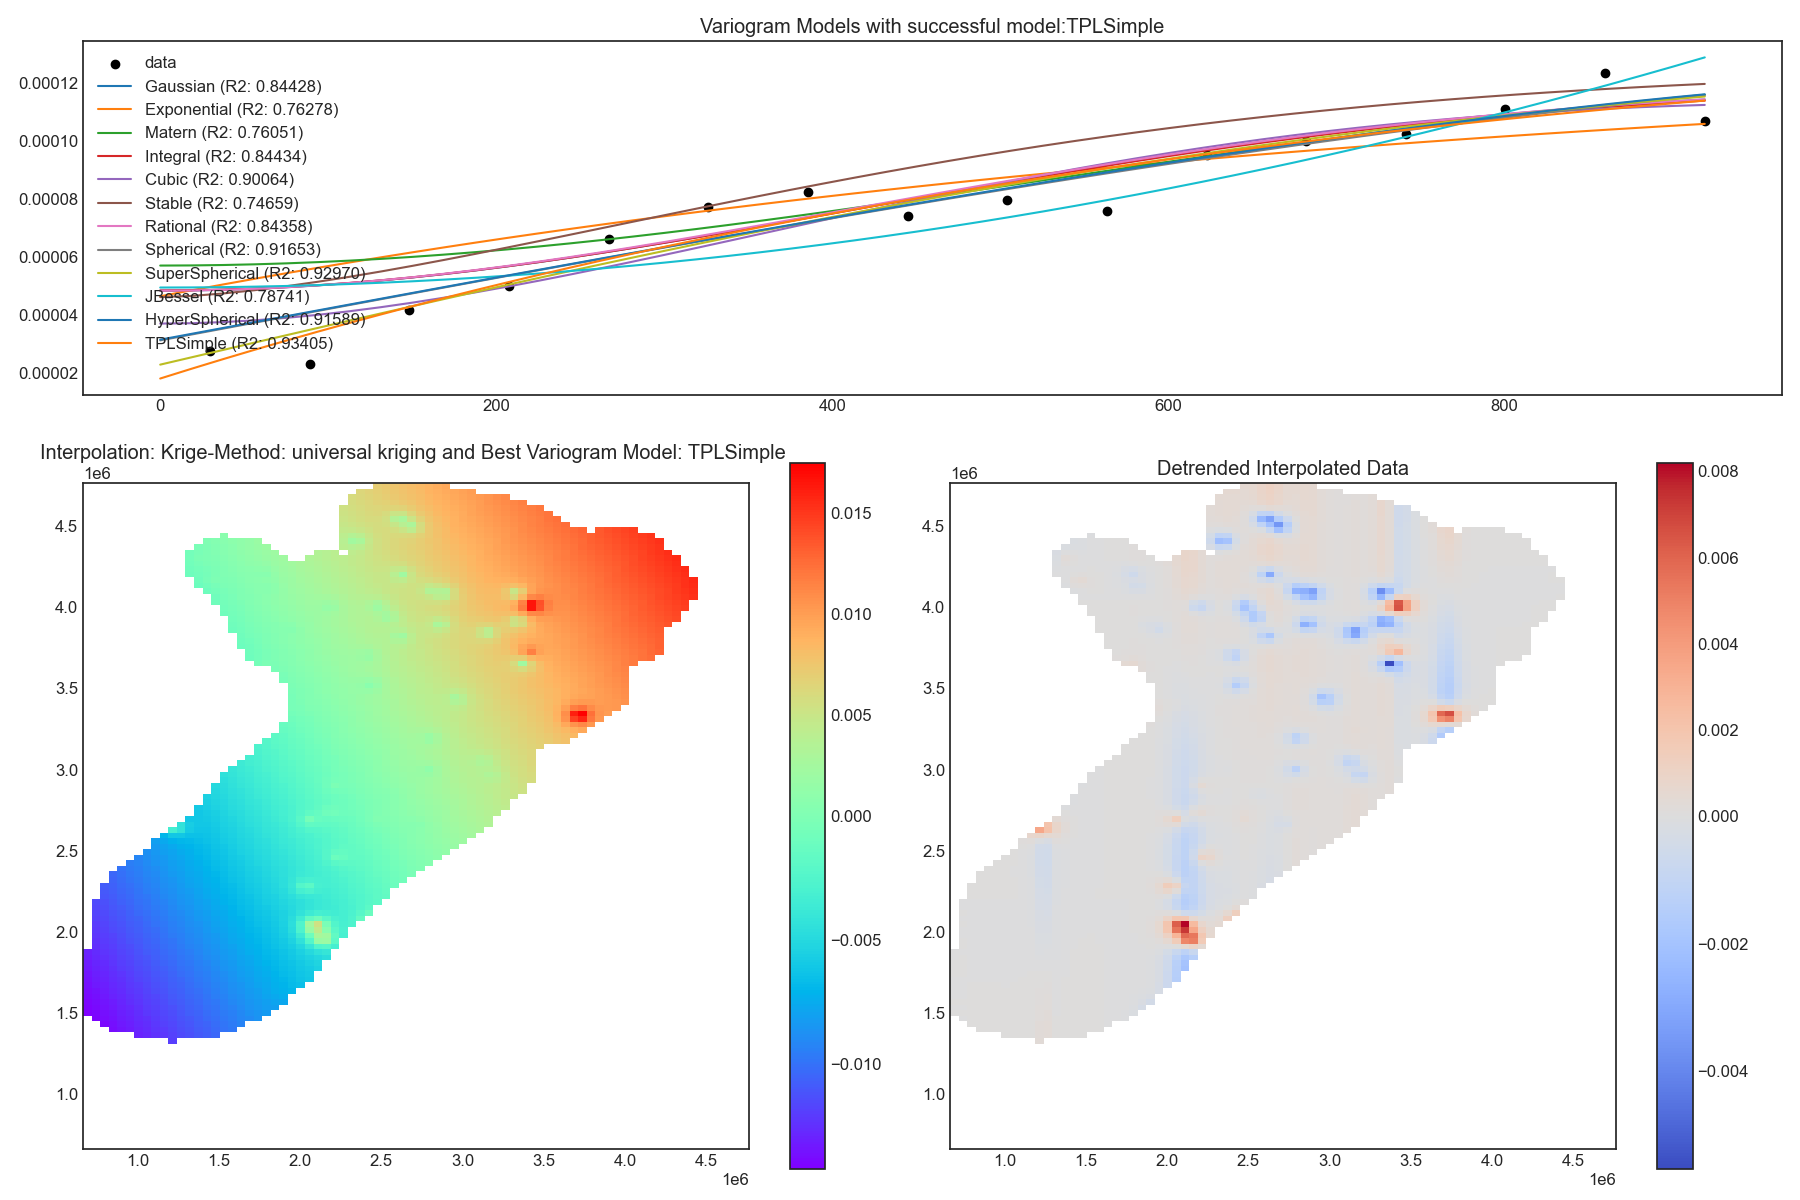 Variogram Models with successful model:TPLSimple
data
Gaussian (R2: 0.84428)
Exponential (R2: 0.76278)
Matern (R2: 0.76051)
Integral (R2: 0.84434)
Cubic (R2: 0.90064)
Stable (R2: 0.74659)
Rational (R2: 0.84358)
Spherical (R2: 0.91653)
SuperSpherical (R2: 0.92970)
JBessel (R2: 0.78741)
HyperSpherical (R2: 0.91589)
TPLSimple (R2: 0.93405)
0.00012
0.00010
0.00008
0.00006
0.00004
0.00002
0 200 400 600 800
Interpolation: Krige-Method: universal kriging and Best Variogram Model: TPLSimple
1e6
4.5
4.0
3.5
3.0
2.5
2.0
1.5
1.0
1.0 1.5 2.0 2.5 3.0 3.5 4.0 4.5
1e6
0.015
0.010
0.005
0.000
−0.005
−0.010
Detrended Interpolated Data
1e6
4.5
4.0
3.5
3.0
2.5
2.0
1.5
1.0
1.0 1.5 2.0 2.5 3.0 3.5 4.0 4.5
1e6
0.008
0.006
0.004
0.002
0.000
−0.002
−0.004